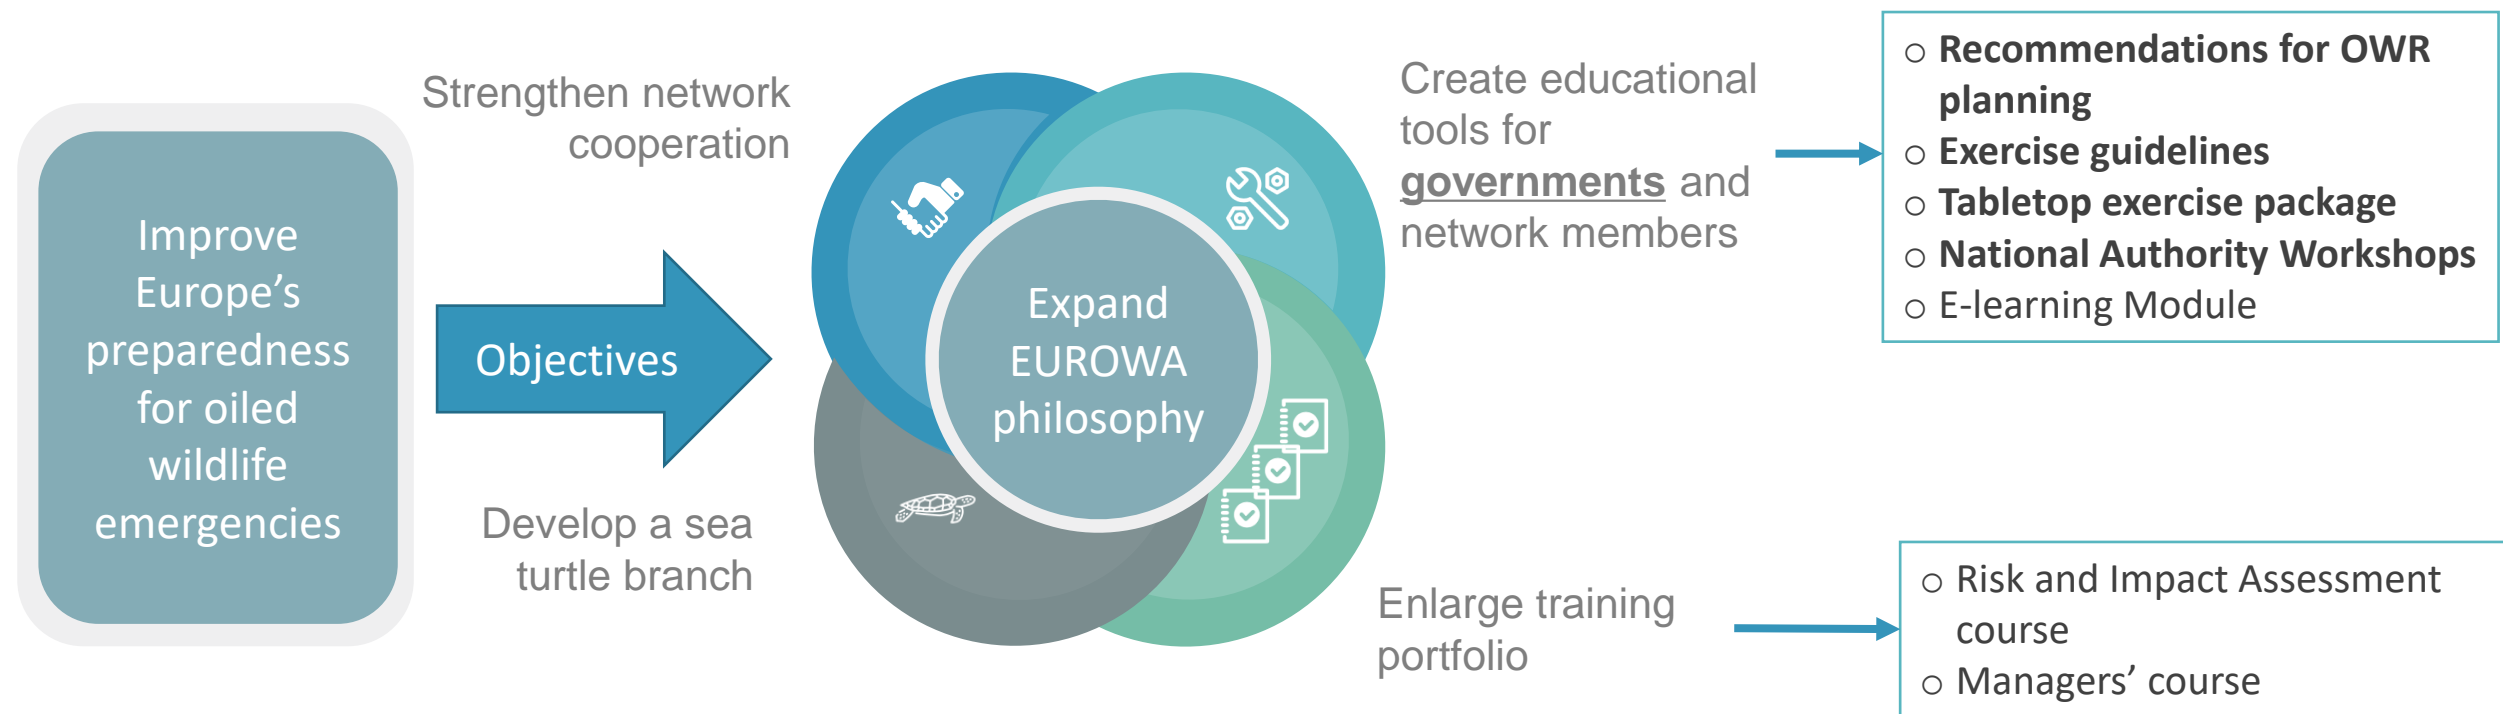 Improve
Europe’s
preparedness
for oiled
wildlife
emergencies
Objectives
Strengthen network
cooperation
Develop a sea
turtle branch
Expand
EUROWA
philosophy
Create educational
tools for
governments and
network members
○ Recommendations for OWR
planning
○ Exercise guidelines
○ Tabletop exercise package
○ National Authority Workshops
○ E-learning Module
Enlarge training
portfolio
○ Risk and Impact Assessment
course
○ Managers’ course